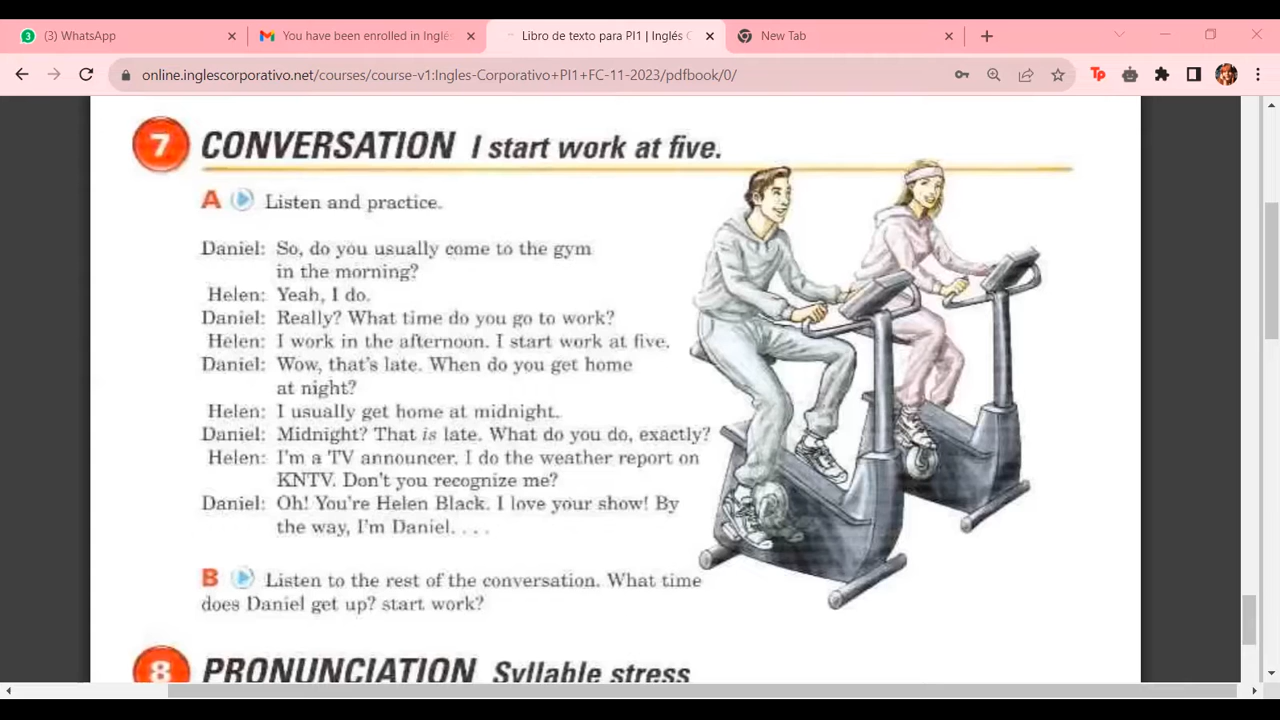 (3) WhatsApp
You have been enrolled in Inglé
Libro de texto para PI1 | Inglés C
New Tab
online.inglescorporativo.net/courses/course-v1:Ingles-Corporativo+PI1+FC-11-2023/pdfbook/0/
Tp
7 CONVERSATION I start work at five.
A Listen and practice.
Daniel: So, do you usually come to the gym
in the morning?
Helen: Yeah, I do.
Daniel: Really? What time do you go to work?
Helen: I work in the afternoon. I start work at five.
Daniel: Wow, that's late. When do you get home
at night?
Helen: I usually get home at midnight.
Daniel: Midnight? That is late. What do you do, exactly?
Helen: I'm a TV announcer. I do the weather report on
KNTV. Don't you recognize me?
Daniel: Oh! You're Helen Black. I love your show! By
the way, I'm Daniel. . . .
B Listen to the rest of the conversation. What time
does Daniel get up? start work?
8 PRONUNCIATION Syllable stress